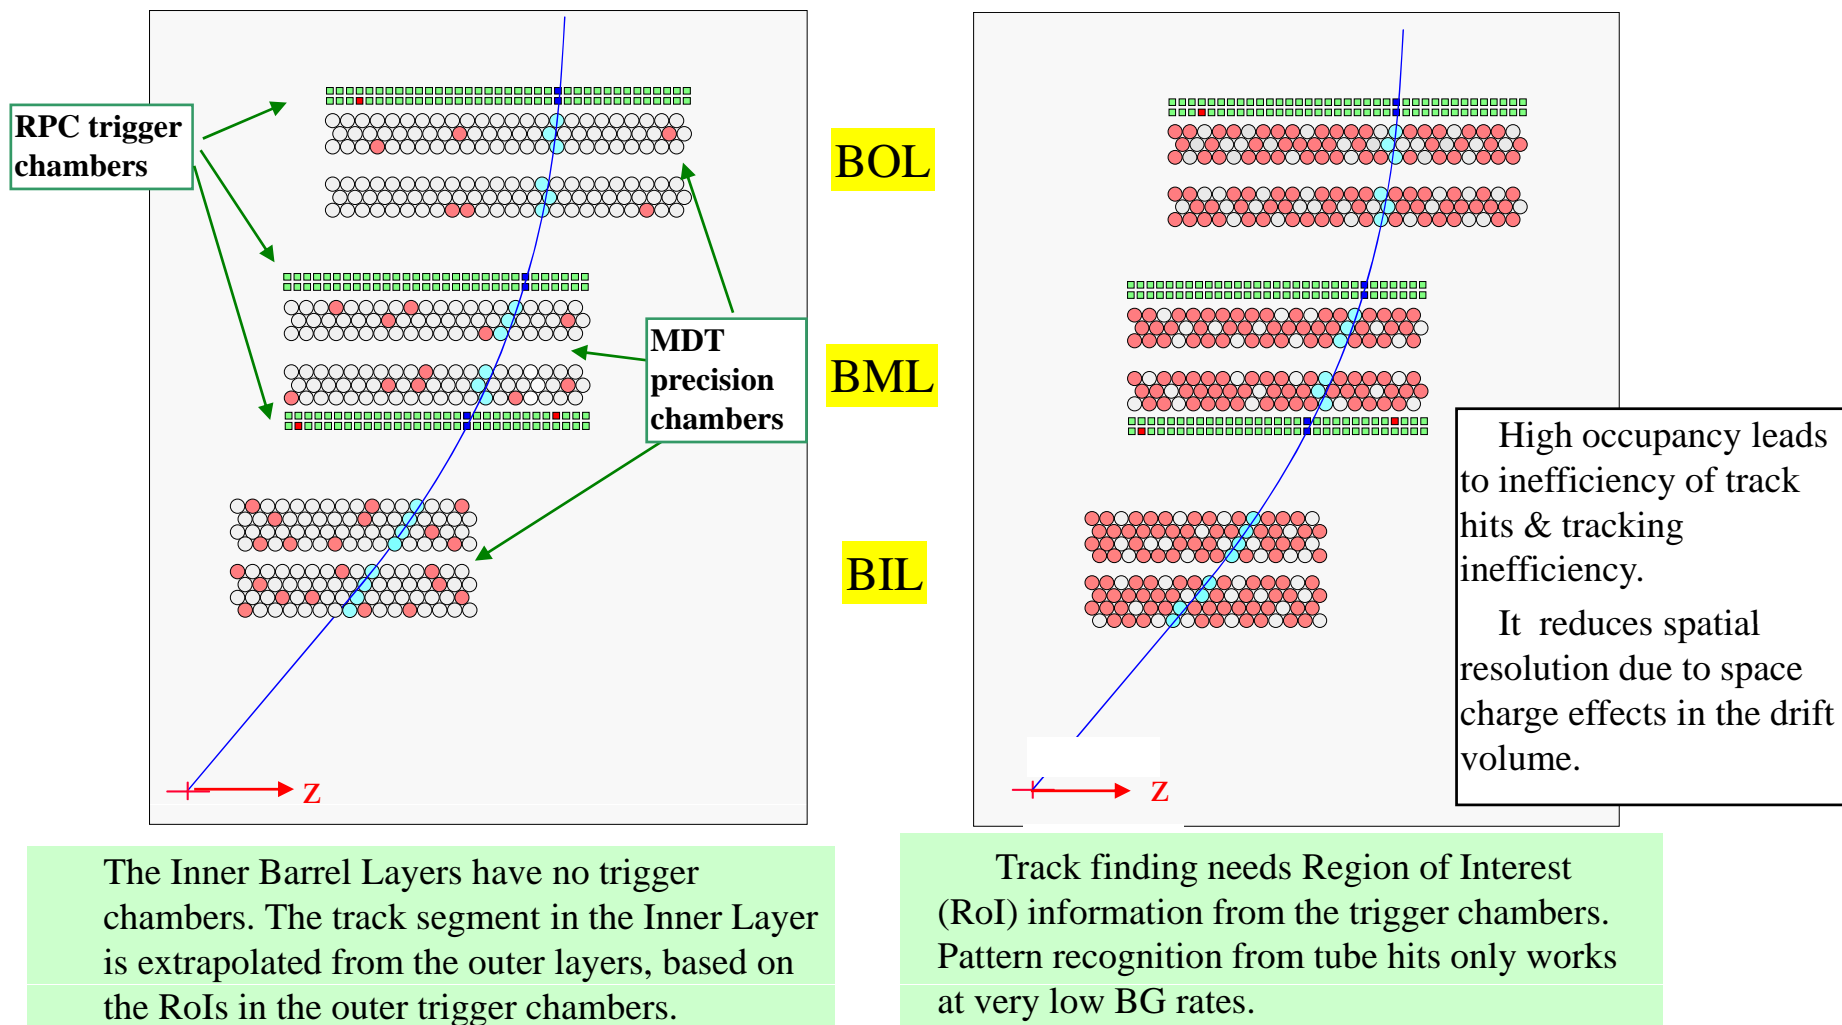 RPC trigger
chambers
BOL
MDT
precision
chambers
BML
BIL
High occupancy leads
to inefficiency of track
hits & tracking
inefficiency.
It reduces spatial
resolution due to space
charge effects in the drift
volume.
z
z
The Inner Barrel Layers have no trigger
chambers. The track segment in the Inner Layer
is extrapolated from the outer layers, based on
the RoIs in the outer trigger chambers.
Track finding needs Region of Interest
(RoI) information from the trigger chambers.
Pattern recognition from tube hits only works
at very low BG rates.